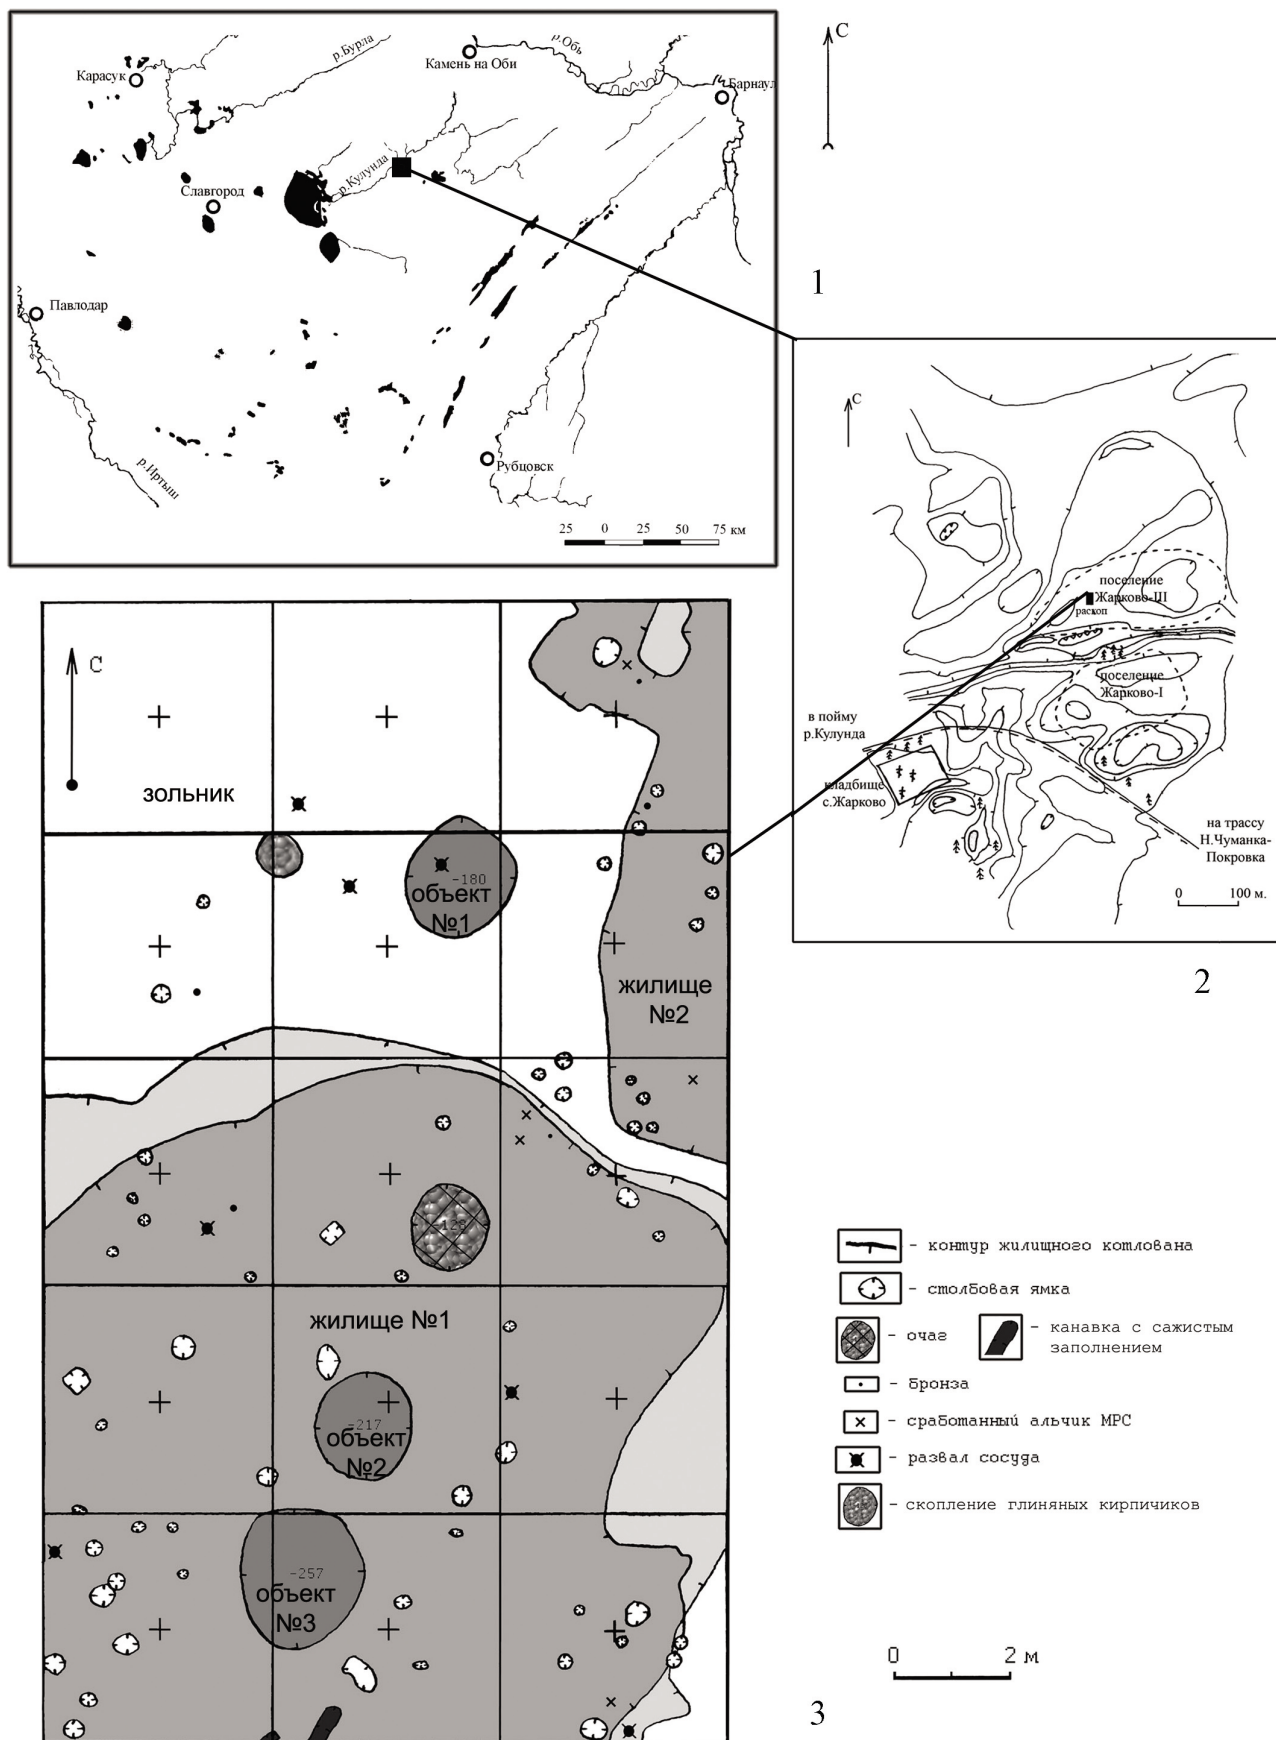 р.Бурла
р.Обь
С
Карасук
Камень на Оби
Барнаул
р.Кулунда
Славгород
1
Павлодар
р.Иртыш
Рубцовск
25 0 25 50 75 км
С
поселение
Жарково-III
раскоп
поселение
Жарково-I
в пойму
р.Кулунда
кладбище
с.Жарково
на трассу
Н.Чуманка-
Покровка
0 100 м.
2
С
зольник
-180
объект
№1
жилище
№2
-128
жилище №1
-217
объект
№2
-257
объект
№3
- контур жилищного котлована
- столбовая ямка
- очаг
- канавка с сажистым
заполнением
- бронза
- сработанный альчик МРС
- развал сосуда
- скопление глиняных кирпичиков
0 2 м
3